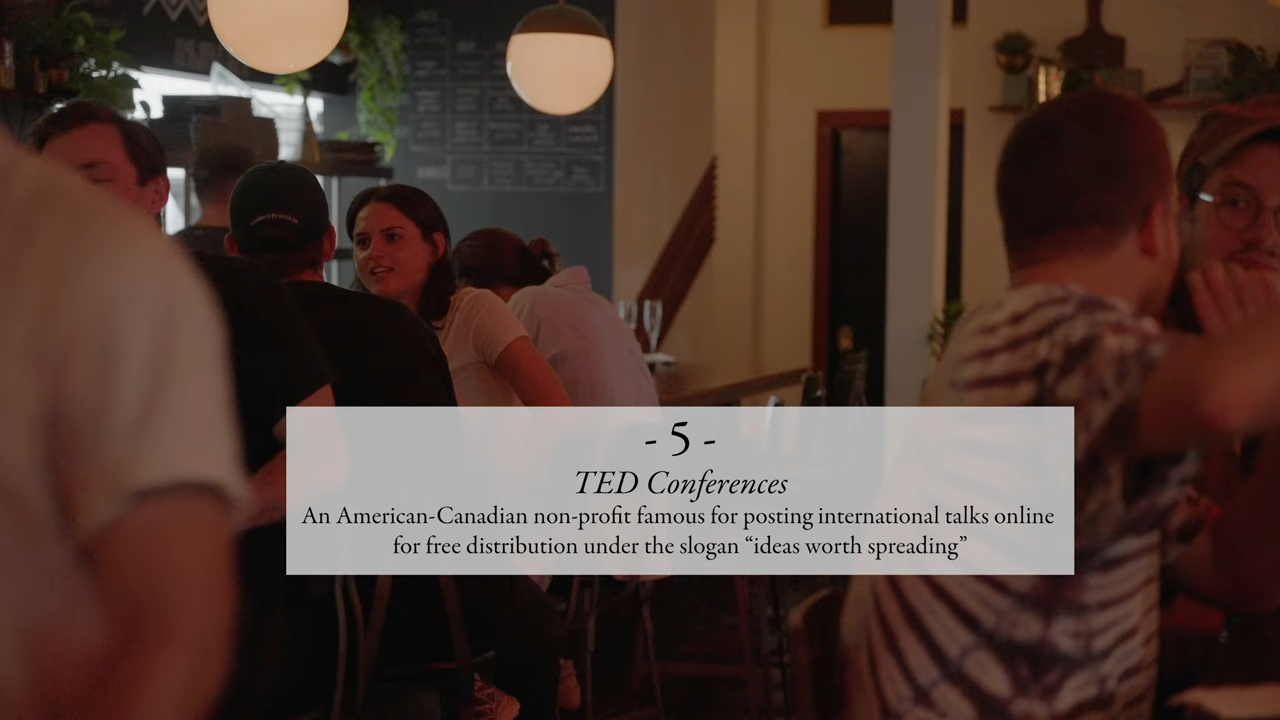 - 5 -
TED Conferences
An American-Canadian non-profit famous for posting international talks online
for free distribution under the slogan “ideas worth spreading”